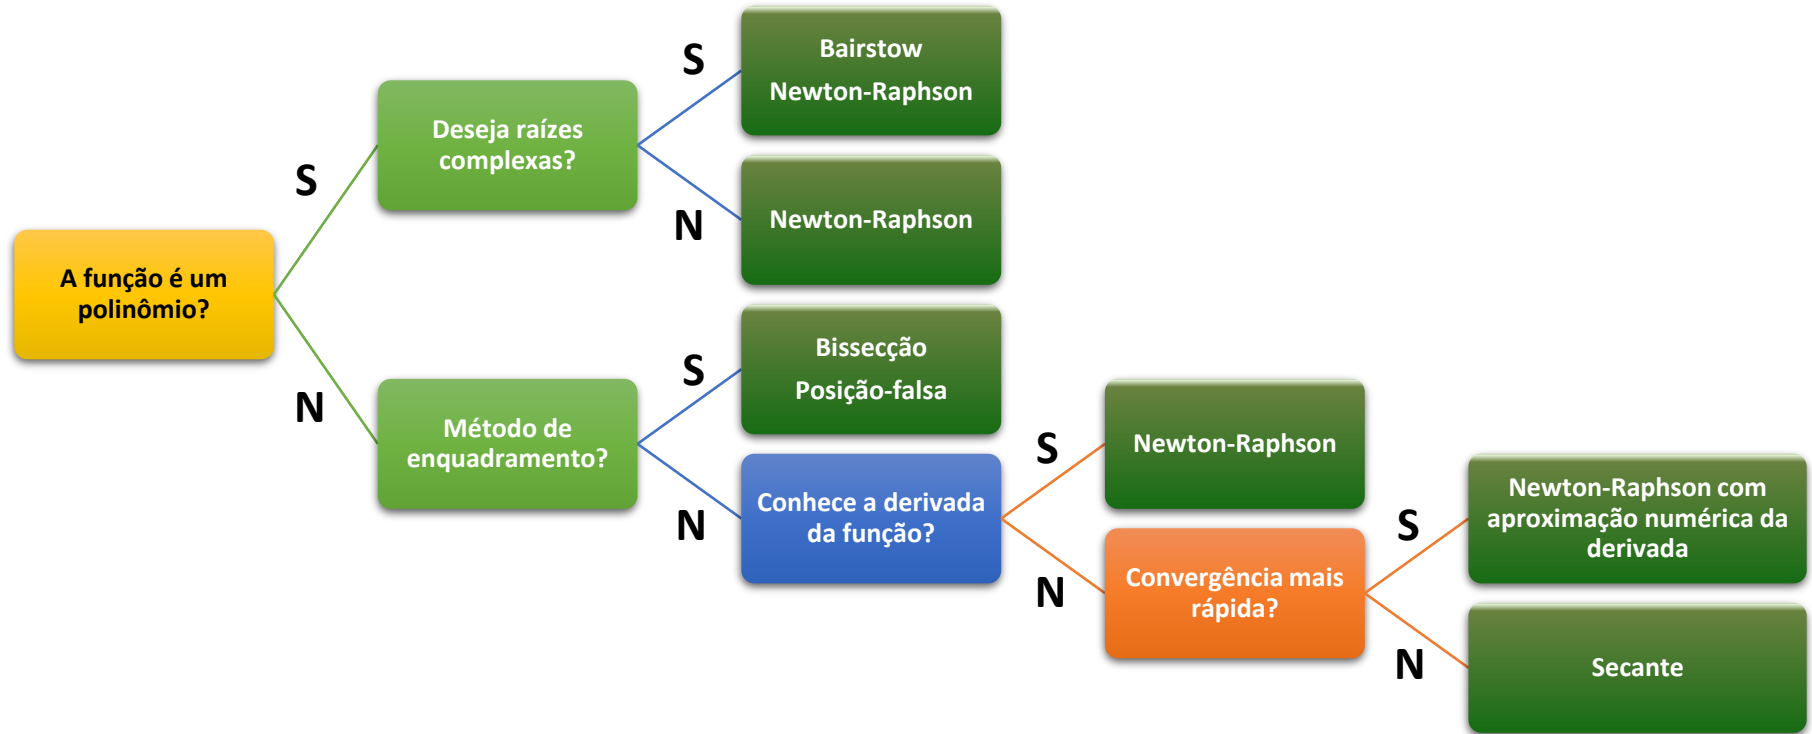 A função é um
polinômio?
S
N
Deseja raízes
complexas?
S
N
Bairstow
Newton-Raphson
Newton-Raphson
Método de
enquadramento?
S
N
Bissecção
Posição-falsa
Conhece a derivada
da função?
S
N
Newton-Raphson
Convergência mais
rápida?
S
N
Newton-Raphson com
aproximação numérica da
derivada
Secante